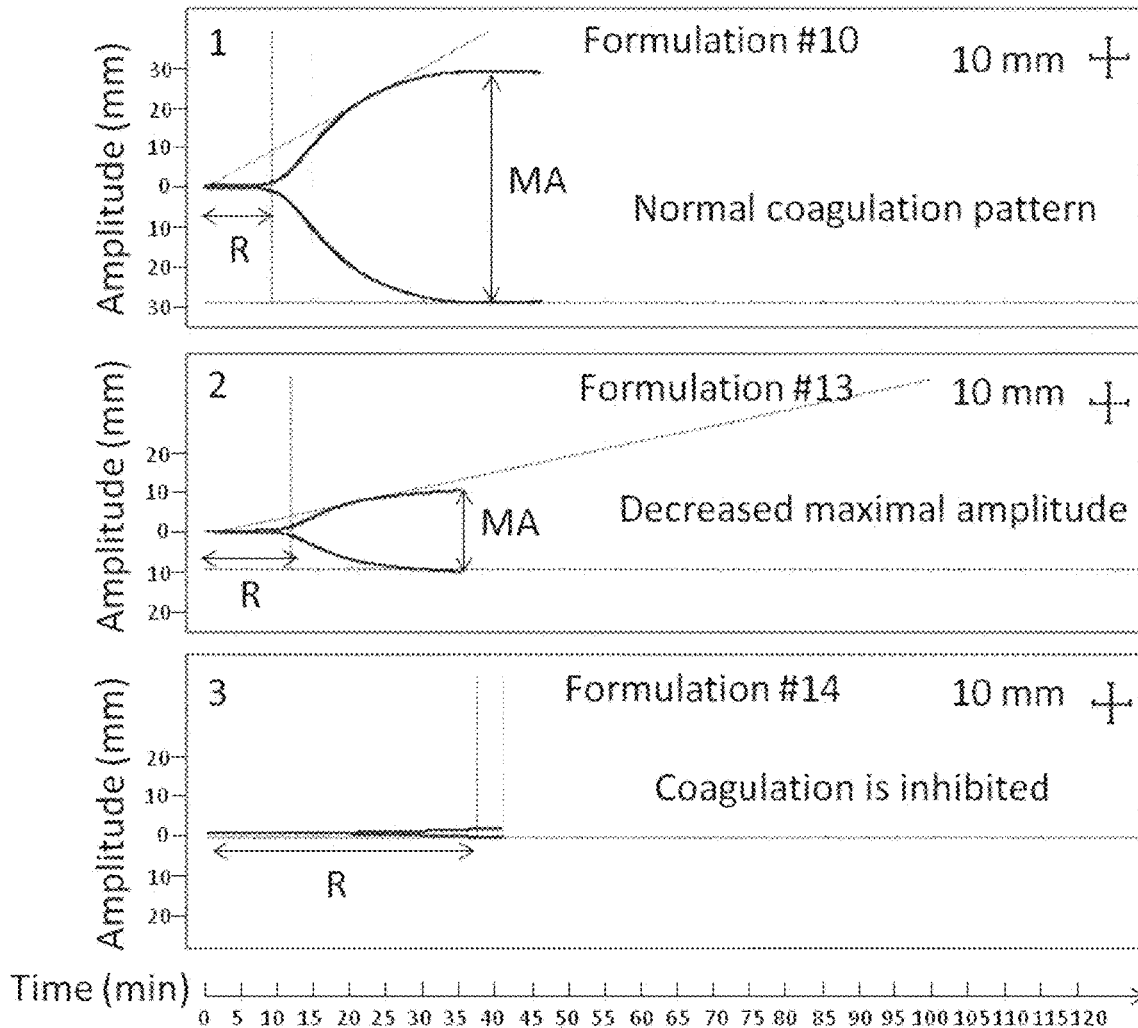 1
Formulation #10
10 mm
Amplitude (mm)
30
20
10
0
10
20
30
R
MA
Normal coagulation pattern
2
Formulation #13
10 mm
Amplitude (mm)
20
10
0
10
20
R
MA
Decreased maximal amplitude
3
Formulation #14
10 mm
Amplitude (mm)
20
10
0
10
20
R
Coagulation is inhibited
Time (min)
0 5 10 15 20 25 30 35 40 45 50 55 60 65 70 75 80 85 90 95 100 105 110 115 120